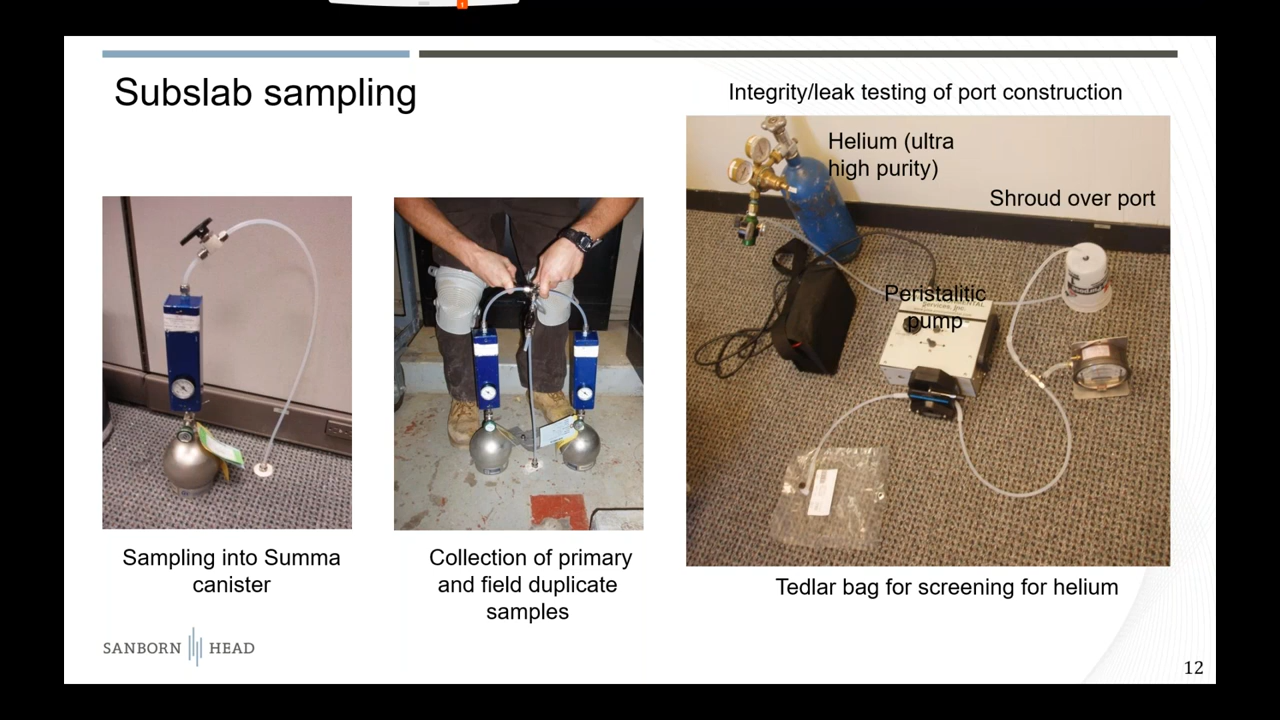 Subslab sampling
Integrity/leak testing of port construction
Helium (ultra
high purity)
Shroud over port
Peristalitic
pump
Sampling into Summa
canister
Collection of primary
and field duplicate
samples
Tedlar bag for screening for helium
SANBORN HEAD
12